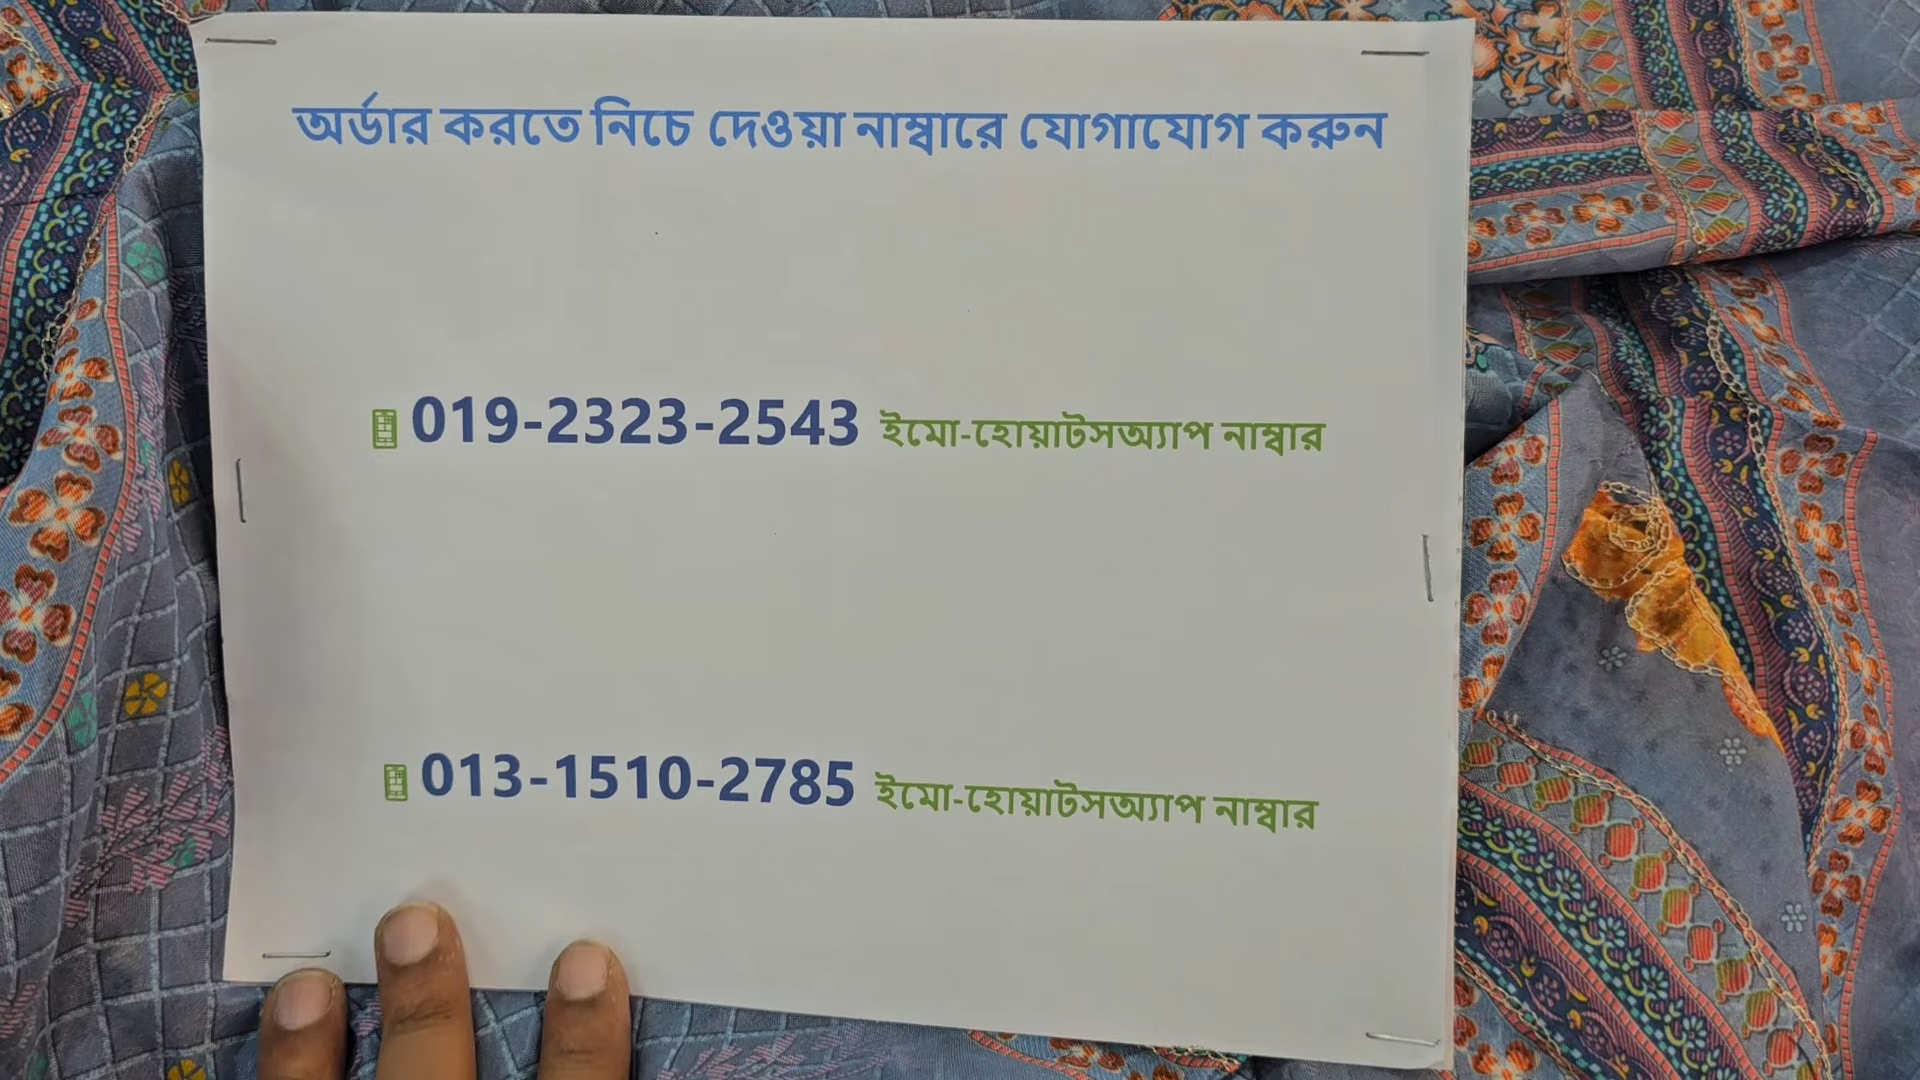 অর্ডার করতে নিচে দেওয়া নাম্বারে যোগাযোগ করুন
019-2323-2543 ইমো-হোয়াটসঅ্যাপ নাম্বার
013-1510-2785 ইমো-হোয়াটসঅ্যাপ নাম্বার